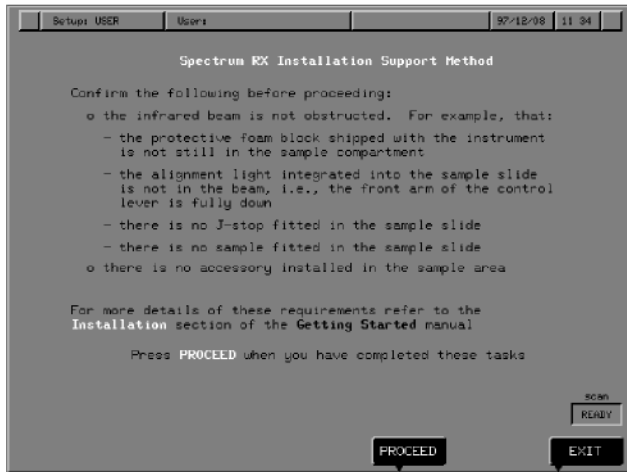 Setup: USER User: 97/12/08 11 34
Spectrum RX Installation Support Method
Confirm the following before proceeding:
o the infrared beam is not obstructed. For example, that:
– the protective foam block shipped with the instrument
is not still in the sample compartment
– the alignment light integrated into the sample slide
is not in the beam, i.e., the front arm of the control
lever is fully down
– there is no J-stop fitted in the sample slide
– there is no sample fitted in the sample slide
o there is no accessory installed in the sample area
For more details of these requirements refer to the
Installation section of the Getting Started manual
Press PROCEED when you have completed these tasks
scan
READY
PROCEED EXIT